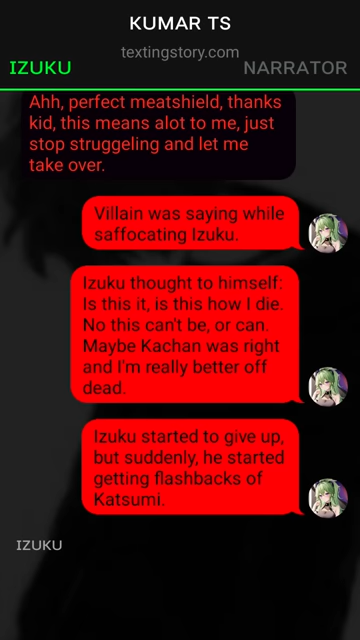 KUMAR TS
textingstory.com
IZUKU
NARRATOR
Ahh, perfect meatshield, thanks
kid, this means alot to me, just
stop struggeling and let me
take over.
Villain was saying while
saffocating Izuku.
Izuku thought to himself:
Is this it, is this how I die.
No this can't be, or can.
Maybe Kachan was right
and I'm really better off
dead.
Izuku started to give up,
but suddenly, he started
getting flashbacks of
Katsumi.
IZUKU